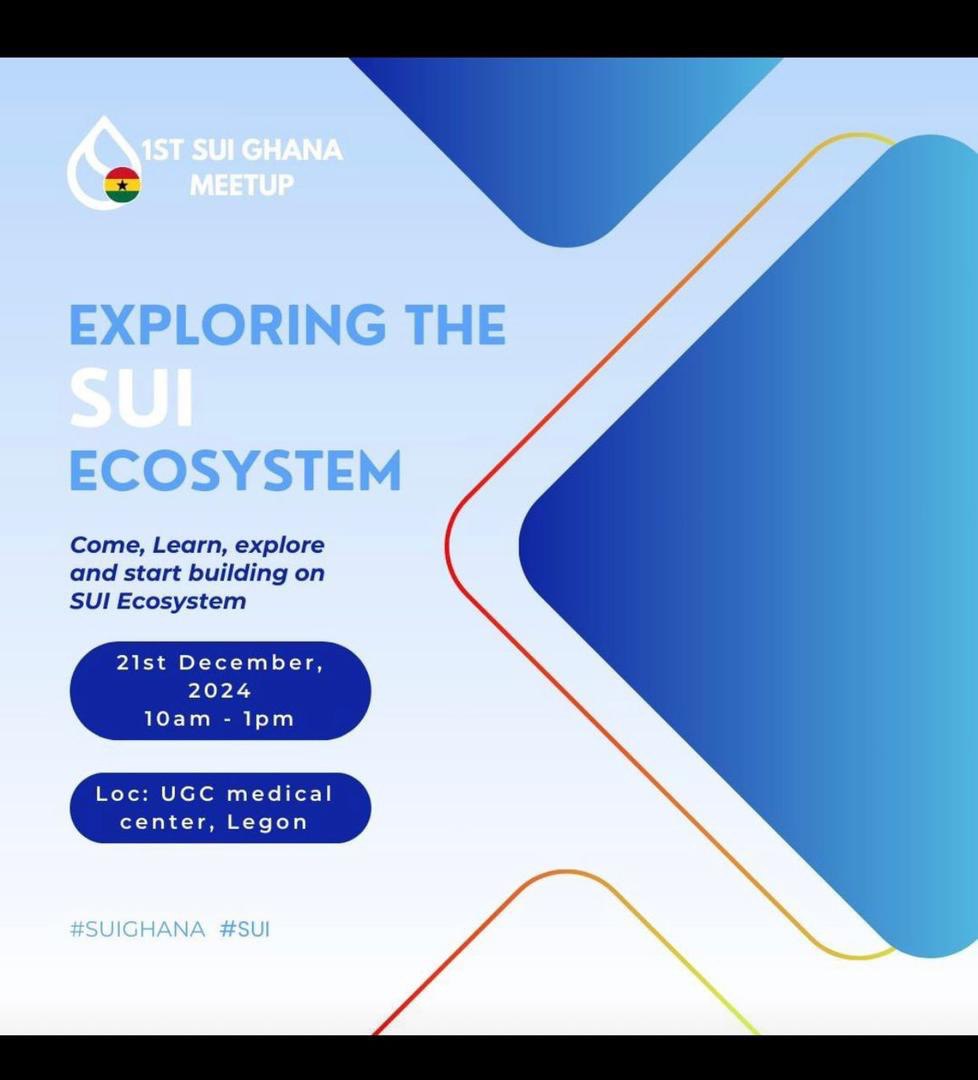 1ST SUI GHANA
MEETUP
EXPLORING THE
SUI
ECOSYSTEM
Come, Learn, explore
and start building on
SUI Ecosystem
21st December,
2024
10am - 1pm
Loc: UGC medical
center, Legon
#SUIGHANA #SUI